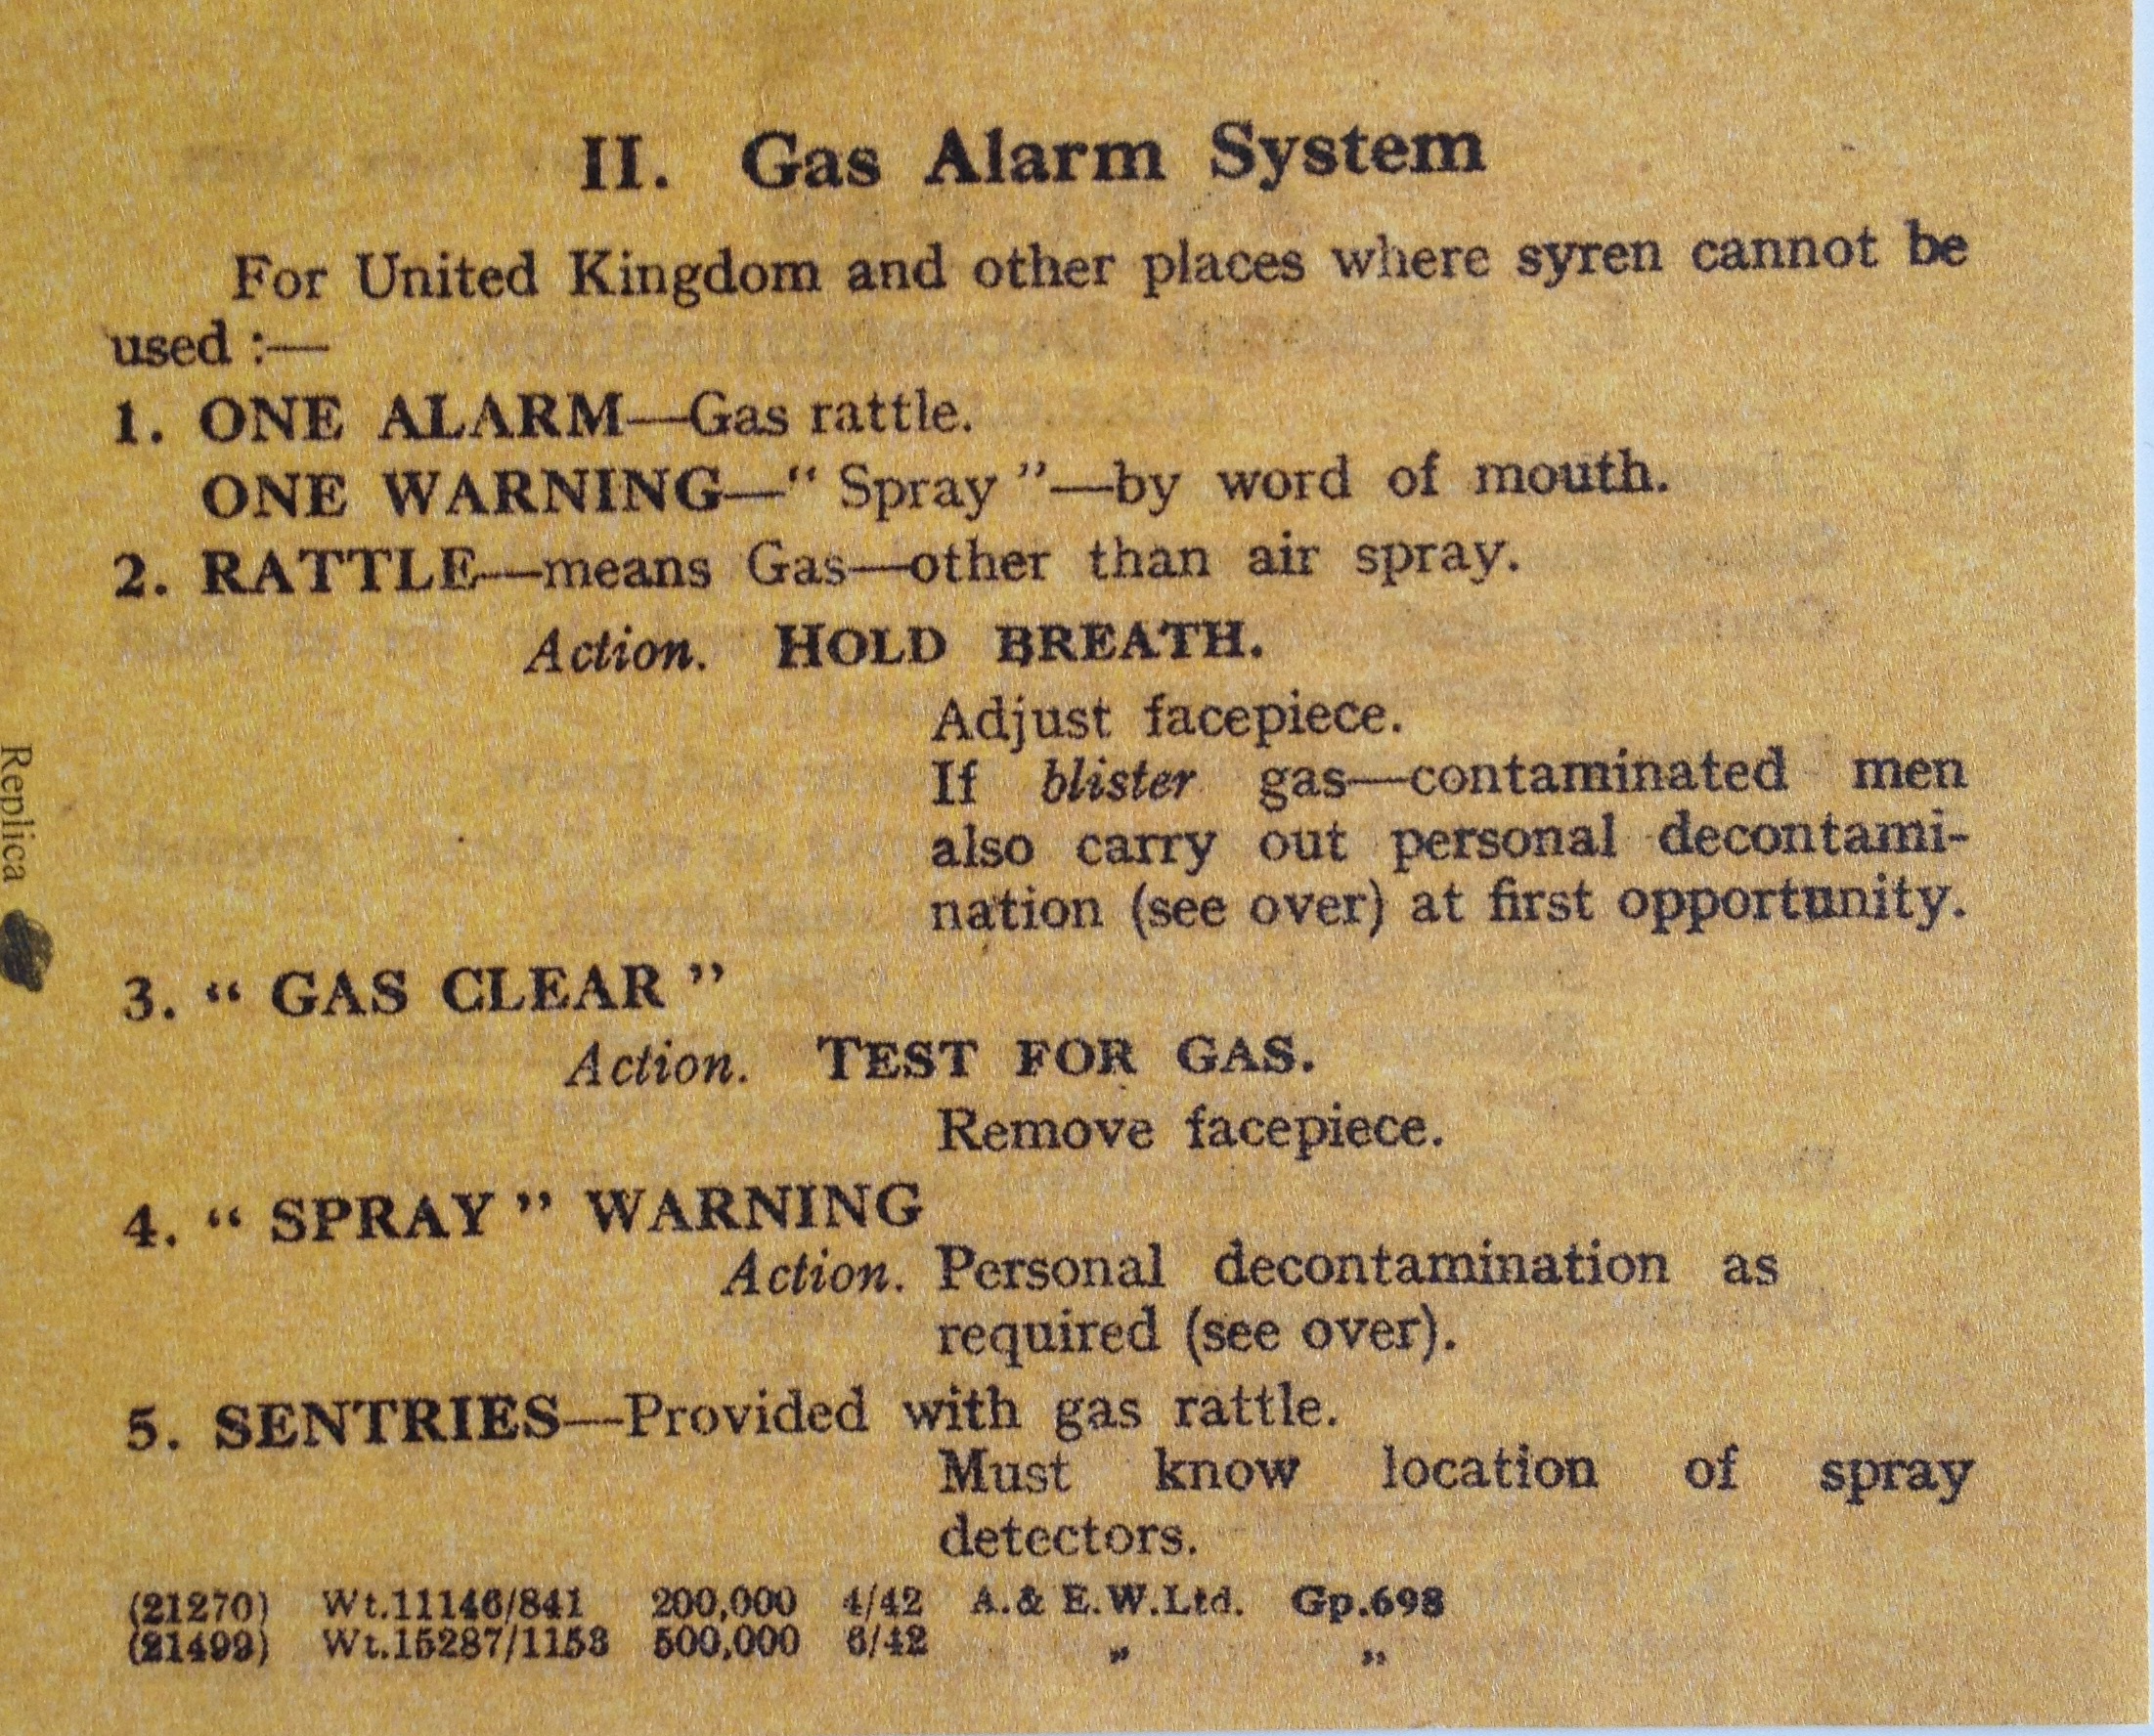 II. Gas Alarm System
For United Kingdom and other places where syren cannot be
used :—
1. ONE ALARM—Gas rattle.
ONE WARNING—“ Spray ”—by word of mouth.
2. RATTLE—means Gas—other than air spray.
Action. HOLD BREATH.
Adjust facepiece.
If blister gas—contaminated men
also carry out personal decontami-
nation (see over) at first opportunity.
3. “ GAS CLEAR ”
Action. TEST FOR GAS.
Remove facepiece.
4. “ SPRAY ” WARNING
Action. Personal decontamination as
required (see over).
5. SENTRIES—Provided with gas rattle.
Must know location of spray
detectors.
(21270) Wt.11146/841 200,000 4/42 A.& E.W.Ltd. Gp.698
(21499) Wt.15287/1153 500,000 6/42 „ „
Replica